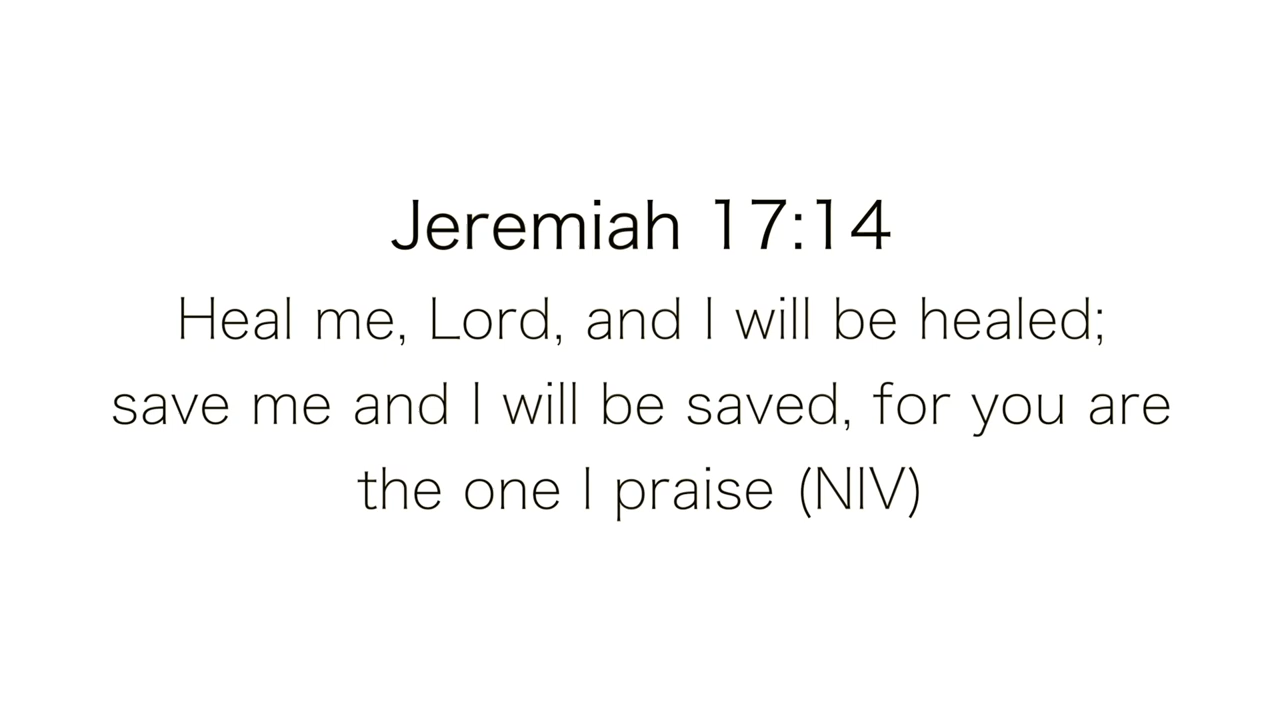 Jeremiah 17:14
Heal me, Lord, and I will be healed;
save me and I will be saved, for you are
the one I praise (NIV)